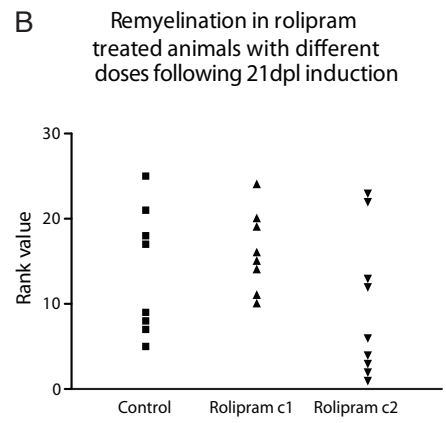 B
Remyelination in rolipram
treated animals with different
doses following 21dpl induction
30
20
10
0
Rank value
Control Rolipram c1 Rolipram c2